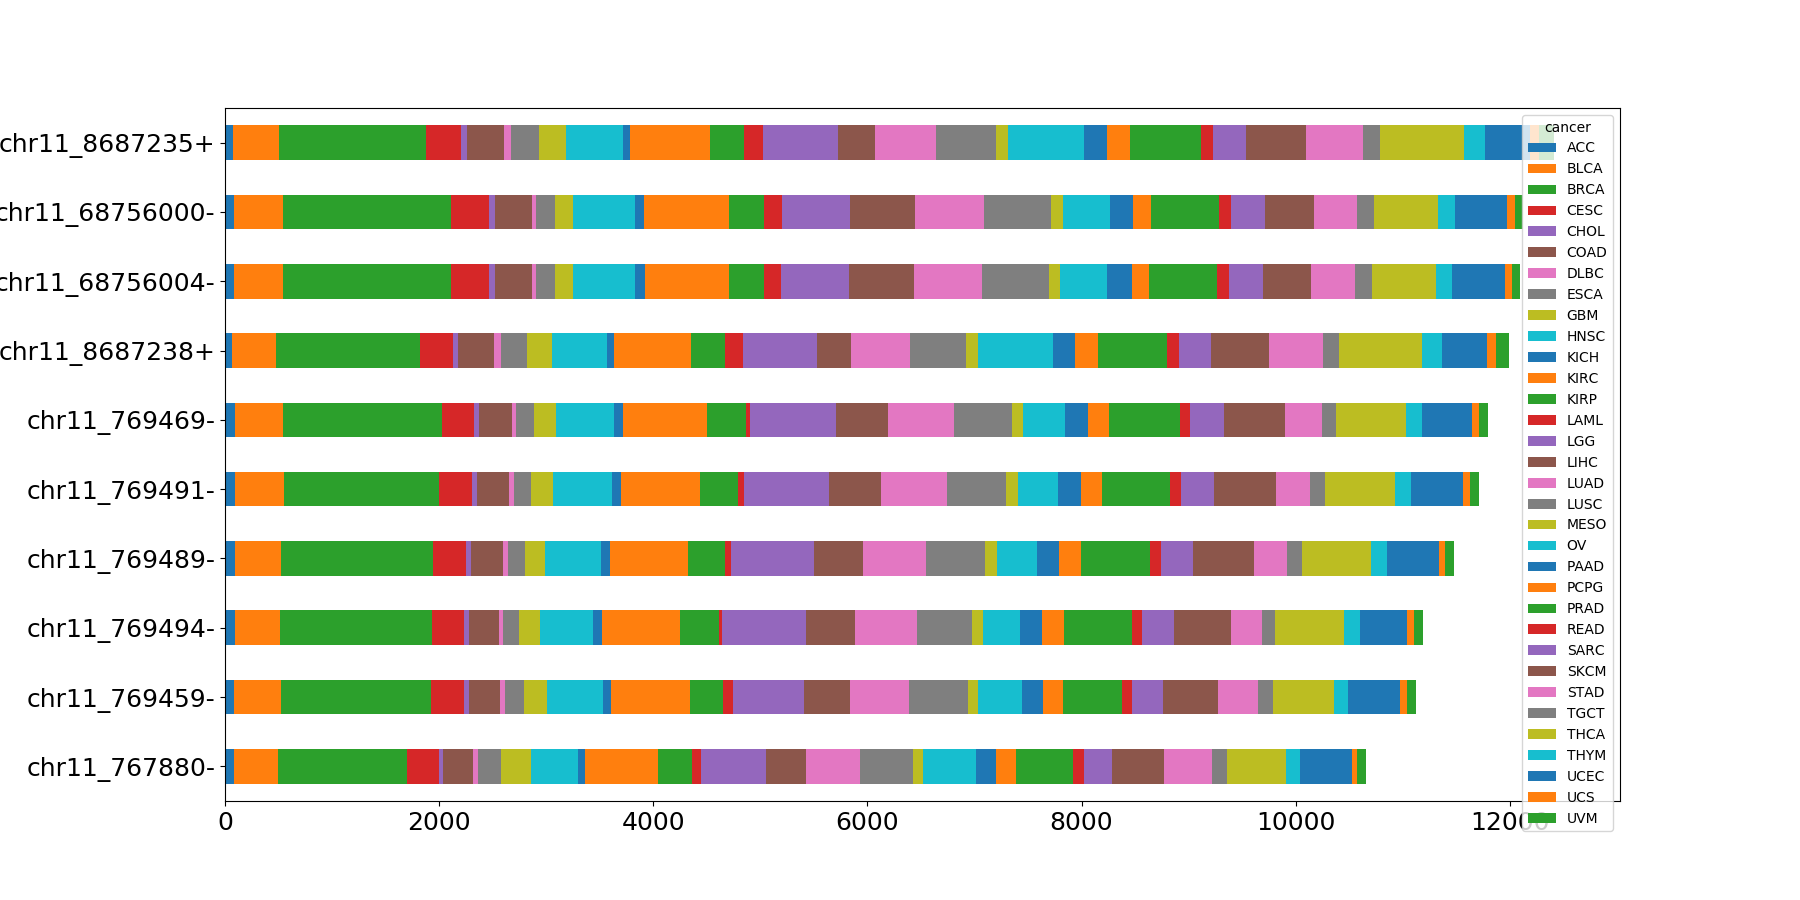 chr11_8687235+
chr11_68756000-
chr11_68756004-
chr11_8687238+
chr11_769469-
chr11_769491-
chr11_769489-
chr11_769494-
chr11_769459-
chr11_767880-
0 2000 4000 6000 8000 10000 12000
cancer
ACC
BLCA
BRCA
CESC
CHOL
COAD
DLBC
ESCA
GBM
HNSC
KICH
KIRC
KIRP
LAML
LGG
LIHC
LUAD
LUSC
MESO
OV
PAAD
PCPG
PRAD
READ
SARC
SKCM
STAD
TGCT
THCA
THYM
UCEC
UCS
UVM